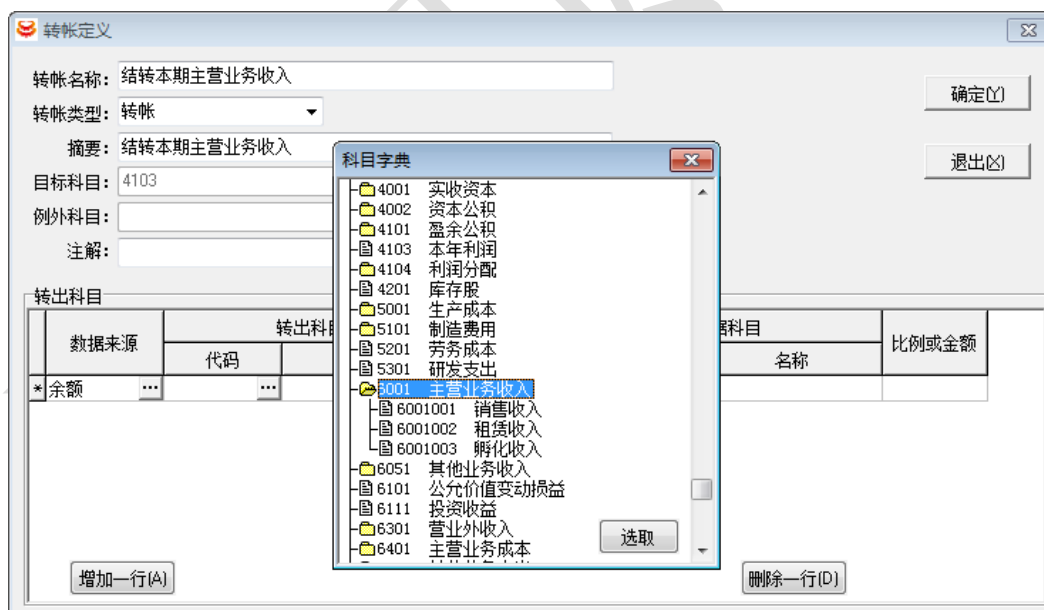 转帐定义
转帐名称: 结转本期主营业务收入
确定(Y)
转帐类型: 转帐
摘要: 结转本期主营业务收入
退出(X)
目标科目: 4103
例外科目:
注解:
科目字典
4001 实收资本
4002 资本公积
4101 盈余公积
4103 本年利润
4104 利润分配
4201 库存股
5001 生产成本
5101 制造费用
5201 劳务成本
5301 研发支出
6001 主营业务收入
6001001 销售收入
6001002 租赁收入
6001003 孵化收入
6051 其他业务收入
6101 公允价值变动损益
6111 投资收益
6301 营业外收入
6401 主营业务成本
选取
转出科目
数据来源
转出科
科目
比例或金额
代码
名称
* 余额 ... ...
增加一行(A)
删除一行(D)